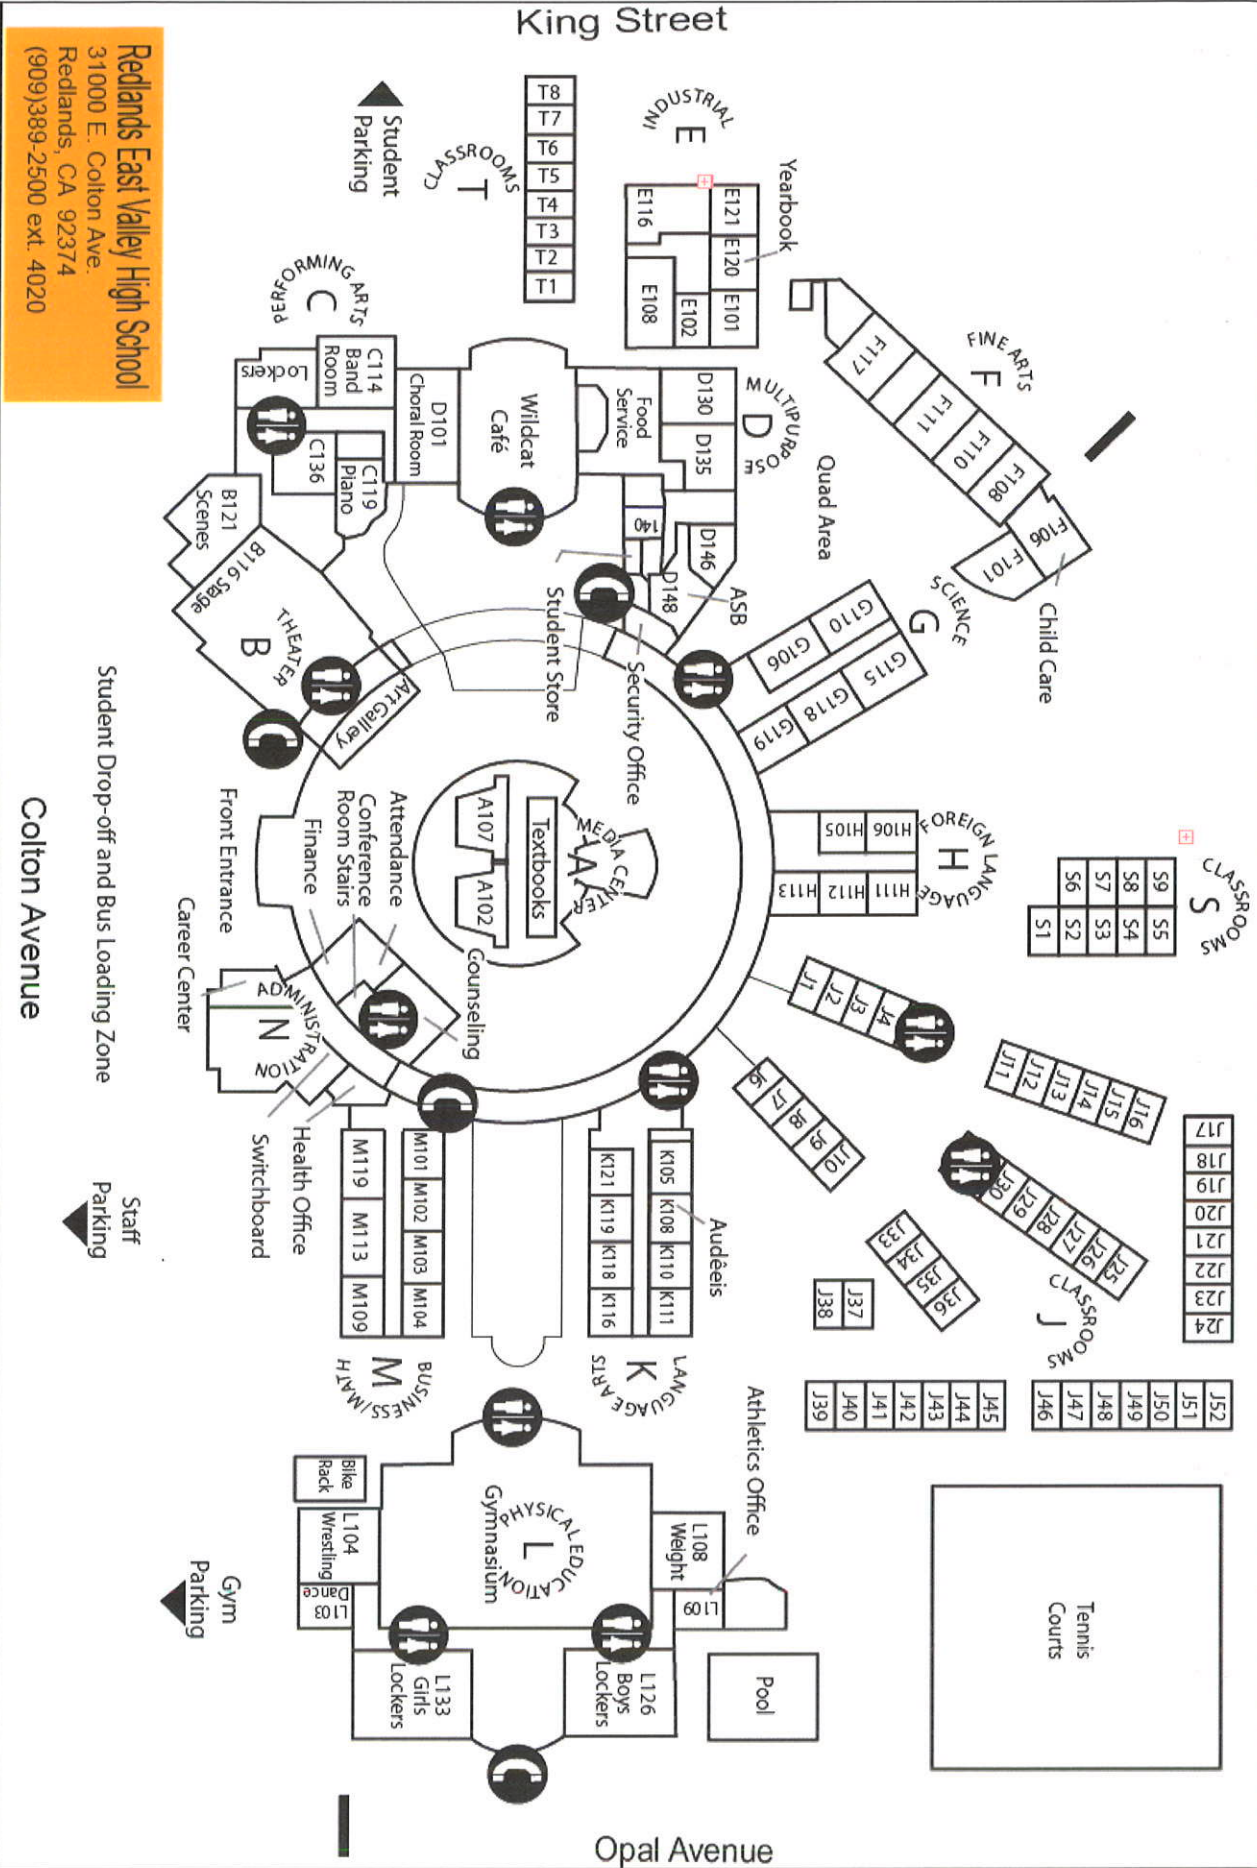 King Street
Redlands East Valley High School
31000 E. Colton Ave.
Redlands, CA 92374
(909)389-2500 ext. 4020
Student
Parking
T8
T7
T6
T5
T4
T3
T2
T1
CLASSROOMS
T
INDUSTRIAL
E
Yearbook
E116
E121
E120
E108
E102
E101
PERFORMING ARTS
C
Lockers
C114
Band
Room
D101
Choral Room
C136
C119
Piano
Wildcat
Café
Food
Service
D130
D135
MULTIPURPOSE
D
140
D146
D148
ASB
Quad Area
Student Store
Security Office
FINE ARTS
F
F117
F111
F110
F108
F106
F101
Child Care
SCIENCE
G
G110
G106
G115
G118
G119
B121
Scenes
B116 Stage
THEATER
B
Art Gallery
Student Drop-off and Bus Loading Zone
Colton Avenue
Front Entrance
MEDIA CENTER
A
Textbooks
A107
A102
FOREIGN LANGUAGE
H
H106
H105
H111
H112
H113
CLASSROOMS
S
S9
S8
S7
S6
S5
S4
S3
S2
S1
Attendance
Conference
Room Stairs
Finance
Counseling
Career Center
ADMINISTRATION
N
Health Office
Switchboard
Staff
Parking
J1
J2
J3
J4
J6
J7
J8
J9
J10
J11
J12
J13
J14
J15
J16
J17
J18
J19
J20
J21
J22
J23
J24
J30
J29
J28
J27
J26
J25
CLASSROOMS
J
J33
J34
J35
J36
J37
J38
J39
J40
J41
J42
J43
J44
J45
J46
J47
J48
J49
J50
J51
J52
M101
M102
M103
M104
M119
M113
M109
BUSINESS/MATH
M
K105
K108
K110
K111
K121
K119
K118
K116
Audêeis
LANGUAGE ARTS
K
Athletics Office
Bike
Rack
L104
Wrestling
L103
Dance
PHYSICAL EDUCATION
L
Gymnasium
L108
Weight
L109
Gym
Parking
L133
Girls
Lockers
L126
Boys
Lockers
Pool
Tennis
Courts
Opal Avenue